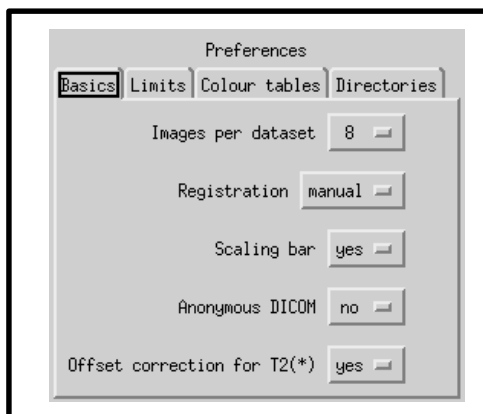 Preferences
Basics Limits Colour tables Directories
Images per dataset 8
Registration manual
Scaling bar yes
Anonymous DICOM no
Offset correction for T2(*) yes